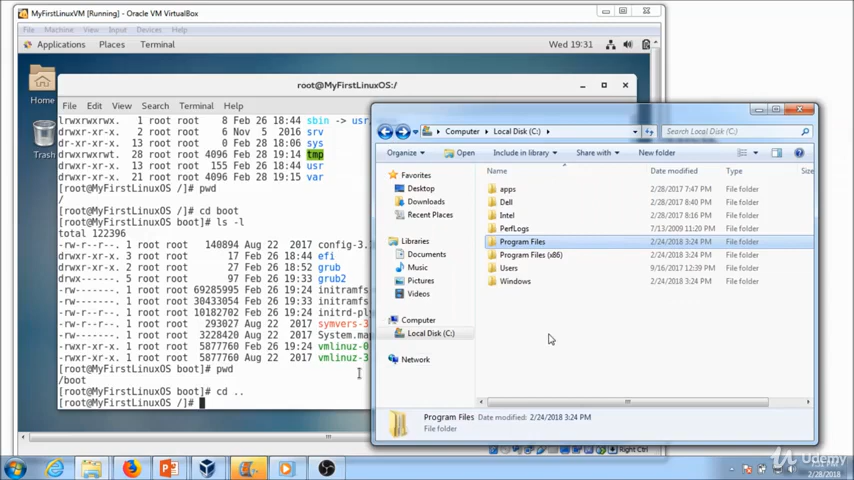 MyFirstLinuxVM [Running] - Oracle VM VirtualBox
File Machine View Input Devices Help
Applications Places Terminal Wed 19:31
Home
Trash
root@MyFirstLinuxOS:/
File Edit View Search Terminal Help
lrwxrwxrwx. 1 root root 8 Feb 26 18:44 sbin -> usr
drwxr-xr-x. 2 root root 6 Nov 5 2016 srv
dr-xr-xr-x. 13 root root 0 Feb 28 18:06 sys
drwxrwxrwt. 28 root root 4096 Feb 28 19:14 tmp
drwxr-xr-x. 13 root root 155 Feb 26 18:44 usr
drwxr-xr-x. 21 root root 4096 Feb 26 19:15 var
[root@MyFirstLinuxOS /]# pwd
/
[root@MyFirstLinuxOS /]# cd boot
[root@MyFirstLinuxOS boot]# ls -l
total 122396
-rw-r--r--. 1 root root 140894 Aug 22 2017 config-3.
drwxr-xr-x. 3 root root 17 Feb 26 18:44 efi
drwxr-xr-x. 2 root root 27 Feb 26 18:48 grub
drwx------. 5 root root 97 Feb 26 19:33 grub2
-rw-------. 1 root root 69285995 Feb 26 19:24 initramfs
-rw-------. 1 root root 30433054 Feb 26 19:33 initramfs
-rw-r--r--. 1 root root 10182702 Feb 26 19:33 initrd-pl
-rw-r--r--. 1 root root 293027 Aug 22 2017 symvers-3
-rw-------. 1 root root 3228420 Aug 22 2017 System.ma
-rwxr-xr-x. 1 root root 5877760 Feb 26 19:24 vmlinuz-0
-rwxr-xr-x. 1 root root 5877760 Aug 22 2017 vmlinuz-3
[root@MyFirstLinuxOS boot]# pwd
/boot
[root@MyFirstLinuxOS boot]# cd ..
[root@MyFirstLinuxOS /]#
Computer Local Disk (C:)
Search Local Disk (C:)
Organize Open Include in library Share with New folder
Favorites
Desktop
Downloads
Recent Places
Libraries
Documents
Music
Pictures
Videos
Computer
Local Disk (C:)
Network
Name Date modified Type Size
apps 2/28/2017 7:47 PM File folder
Dell 2/28/2017 8:40 PM File folder
Intel 2/28/2017 8:16 PM File folder
PerfLogs 7/13/2009 11:20 PM File folder
Program Files 2/24/2018 3:24 PM File folder
Program Files (x86) 2/24/2018 3:24 PM File folder
Users 9/16/2017 12:39 PM File folder
Windows 2/24/2018 3:24 PM File folder
Program Files Date modified: 2/24/2018 3:24 PM
File folder
Right Ctrl
Udemy
2/28/2018